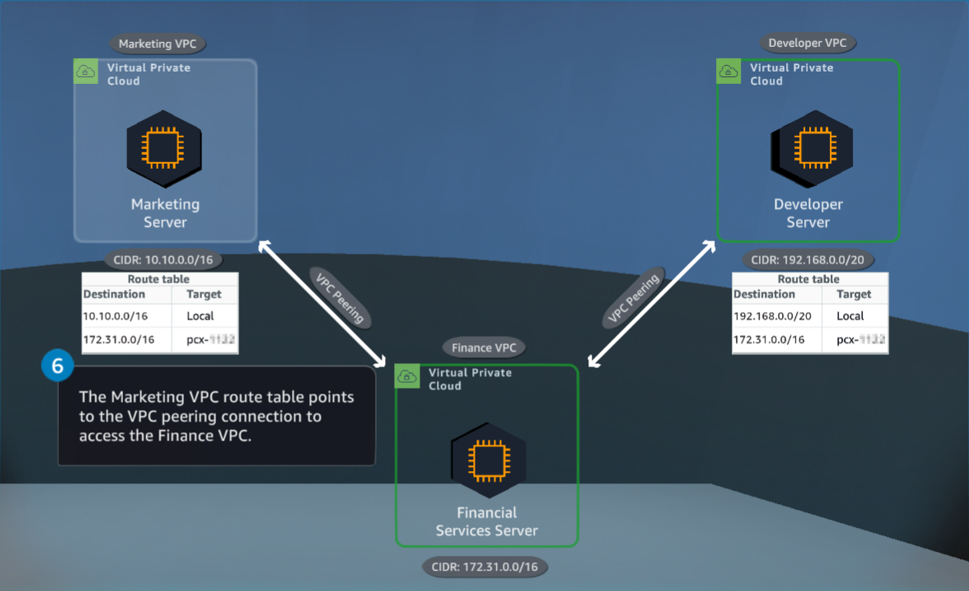 Marketing VPC
Virtual Private
Cloud
Marketing
Server
CIDR: 10.10.0.0/16
Route table
Destination Target
10.10.0.0/16 Local
172.31.0.0/16 pcx-
Developer VPC
Virtual Private
Cloud
Developer
Server
CIDR: 192.168.0.0/20
Route table
Destination Target
192.168.0.0/20 Local
172.31.0.0/16 pcx-
VPC Peering
VPC Peering
6
The Marketing VPC route table points
to the VPC peering connection to
access the Finance VPC.
Finance VPC
Virtual Private
Cloud
Financial
Services Server
CIDR: 172.31.0.0/16